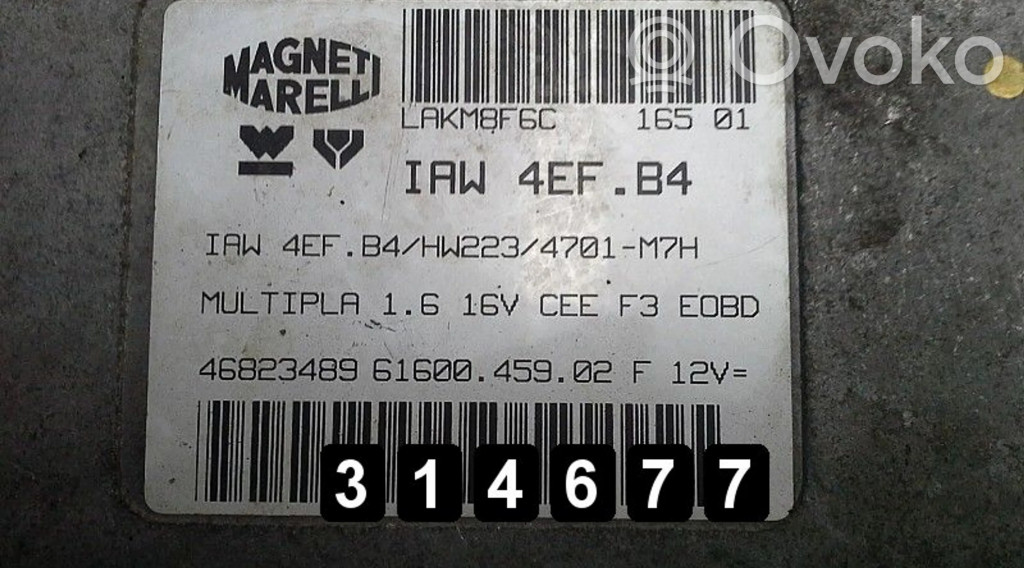 Ovoko
MAGNETI
MARELLI
LAKM8F6C 165 01
IAW 4EF.B4
IAW 4EF.B4/HW223/4701-M7H
MULTIPLA 1.6 16V CEE F3 EOBD
46823489 61600.459.02 F 12V=
314677